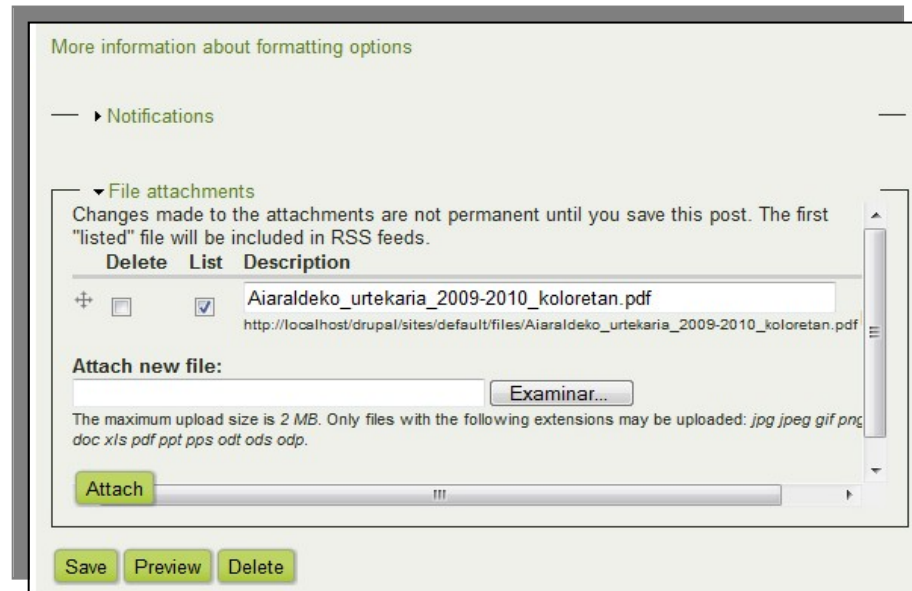 More information about formatting options
Notifications
File attachments
Changes made to the attachments are not permanent until you save this post. The first
"listed" file will be included in RSS feeds.
Delete List Description
Aiaraldeko_urtekaria_2009-2010_koloretan.pdf
http://localhost/drupal/sites/default/files/Aiaraldeko_urtekaria_2009-2010_koloretan.pdf
Attach new file:
Examinar...
The maximum upload size is 2 MB. Only files with the following extensions may be uploaded: jpg jpeg gif png
doc xls pdf ppt pps odt ods odp.
Attach
Save Preview Delete